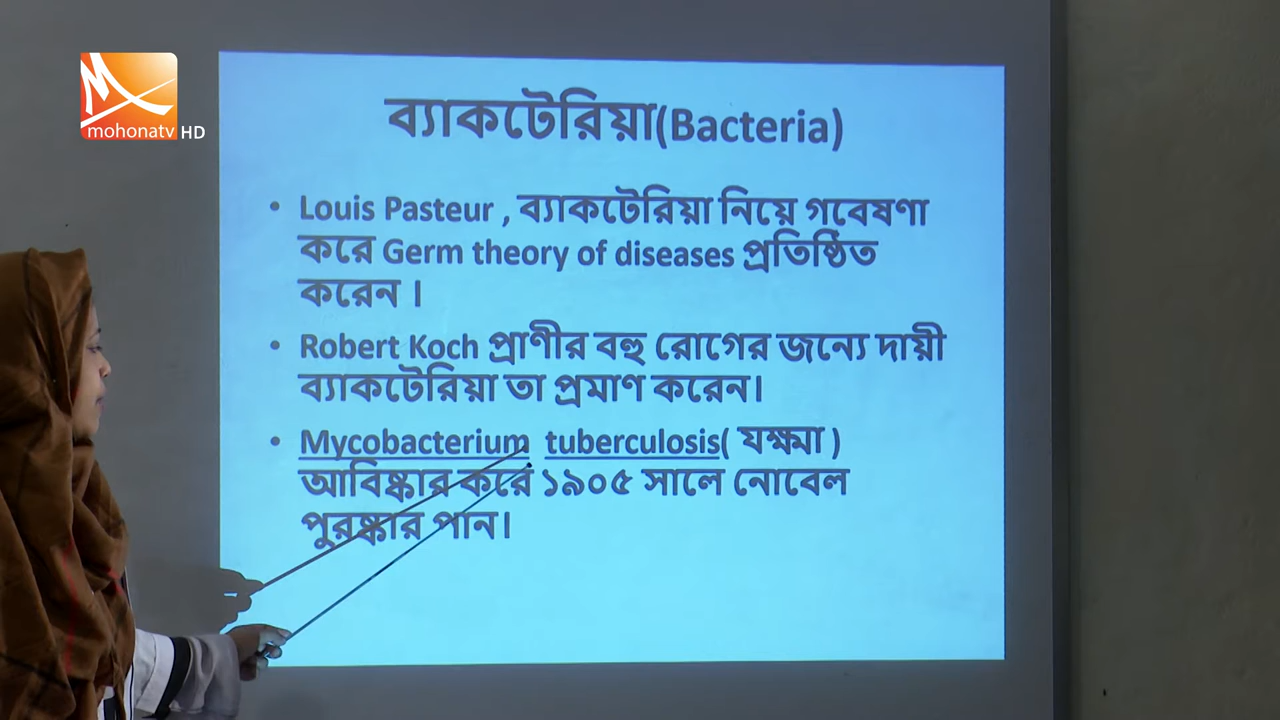 mohonatv HD
ব্যাকটেরিয়া(Bacteria)
• Louis Pasteur , ব্যাকটেরিয়া নিয়ে গবেষণা
করে Germ theory of diseases প্রতিষ্ঠিত
করেন ।
• Robert Koch প্রাণীর বহু রোগের জন্যে দায়ী
ব্যাকটেরিয়া তা প্রমাণ করেন।
• Mycobacterium tuberculosis( যক্ষ্মা )
আবিষ্কার করে ১৯০৫ সালে নোবেল
পুরষ্কার পান।